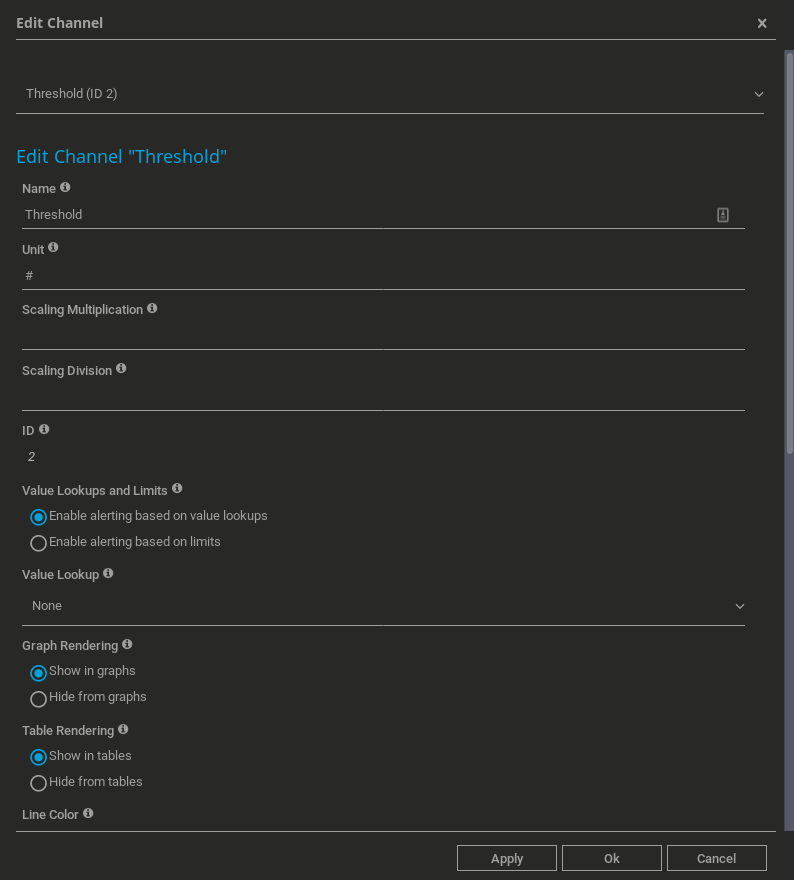 Edit Channel
Threshold (ID 2)
Edit Channel "Threshold"
Name
Threshold
Unit
#
Scaling Multiplication
Scaling Division
ID
2
Value Lookups and Limits
Enable alerting based on value lookups
Enable alerting based on limits
Value Lookup
None
Graph Rendering
Show in graphs
Hide from graphs
Table Rendering
Show in tables
Hide from tables
Line Color
Apply Ok Cancel